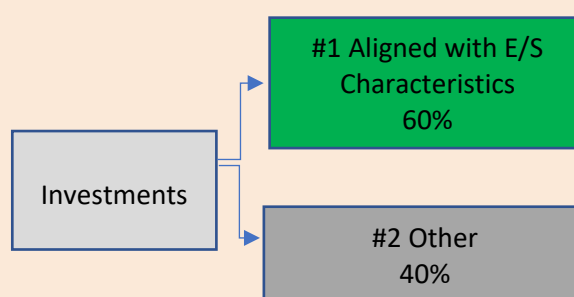 #1 Aligned with E/S
Characteristics
60%
Investments
#2 Other
40%